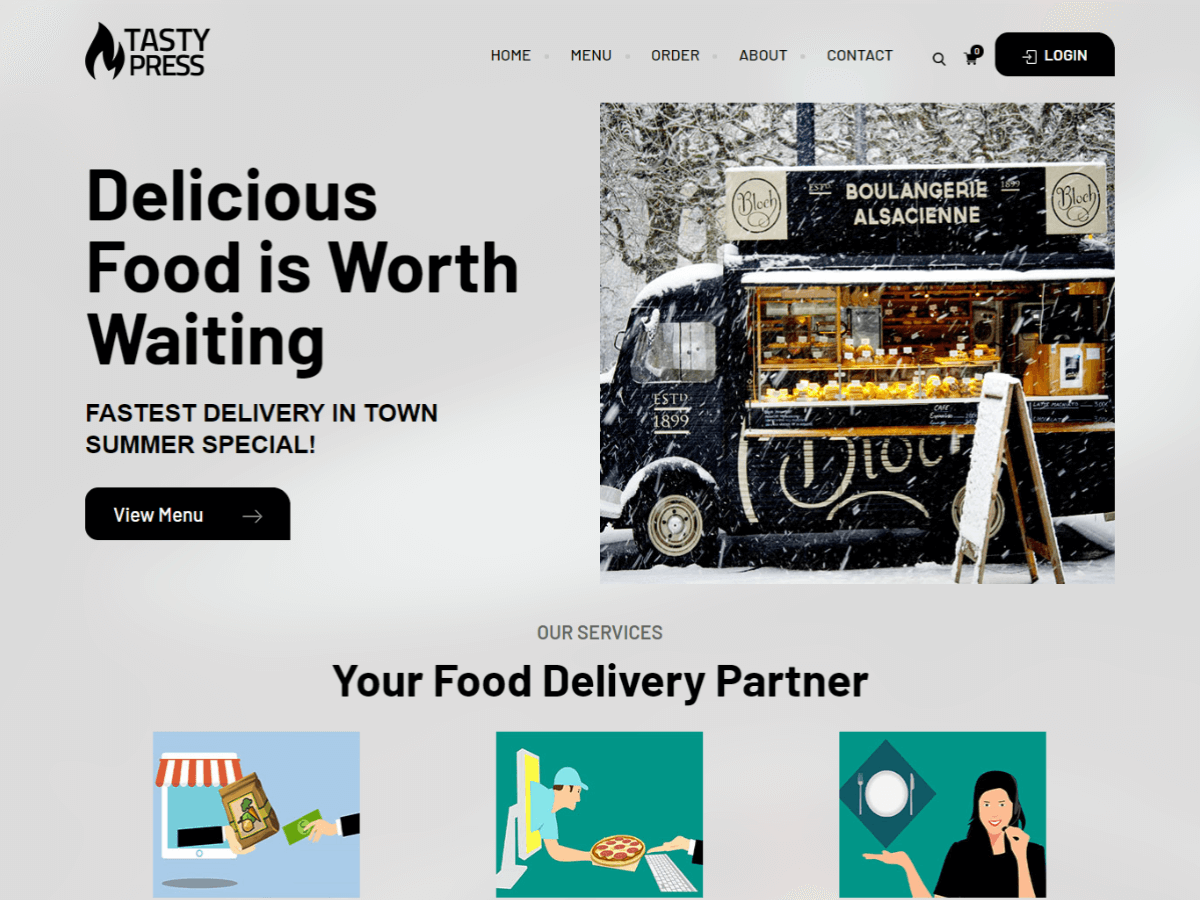 TASTY
PRESS
HOME
MENU
ORDER
ABOUT
CONTACT
0
LOGIN
Delicious
Food is Worth
Waiting
FASTEST DELIVERY IN TOWN
SUMMER SPECIAL!
View Menu
Bloch
ESTD
BOULANGERIE
1899
ALSACIENNE
Bloch
ESTD
1899
CAFE
Bloch
OUR SERVICES
Your Food Delivery Partner